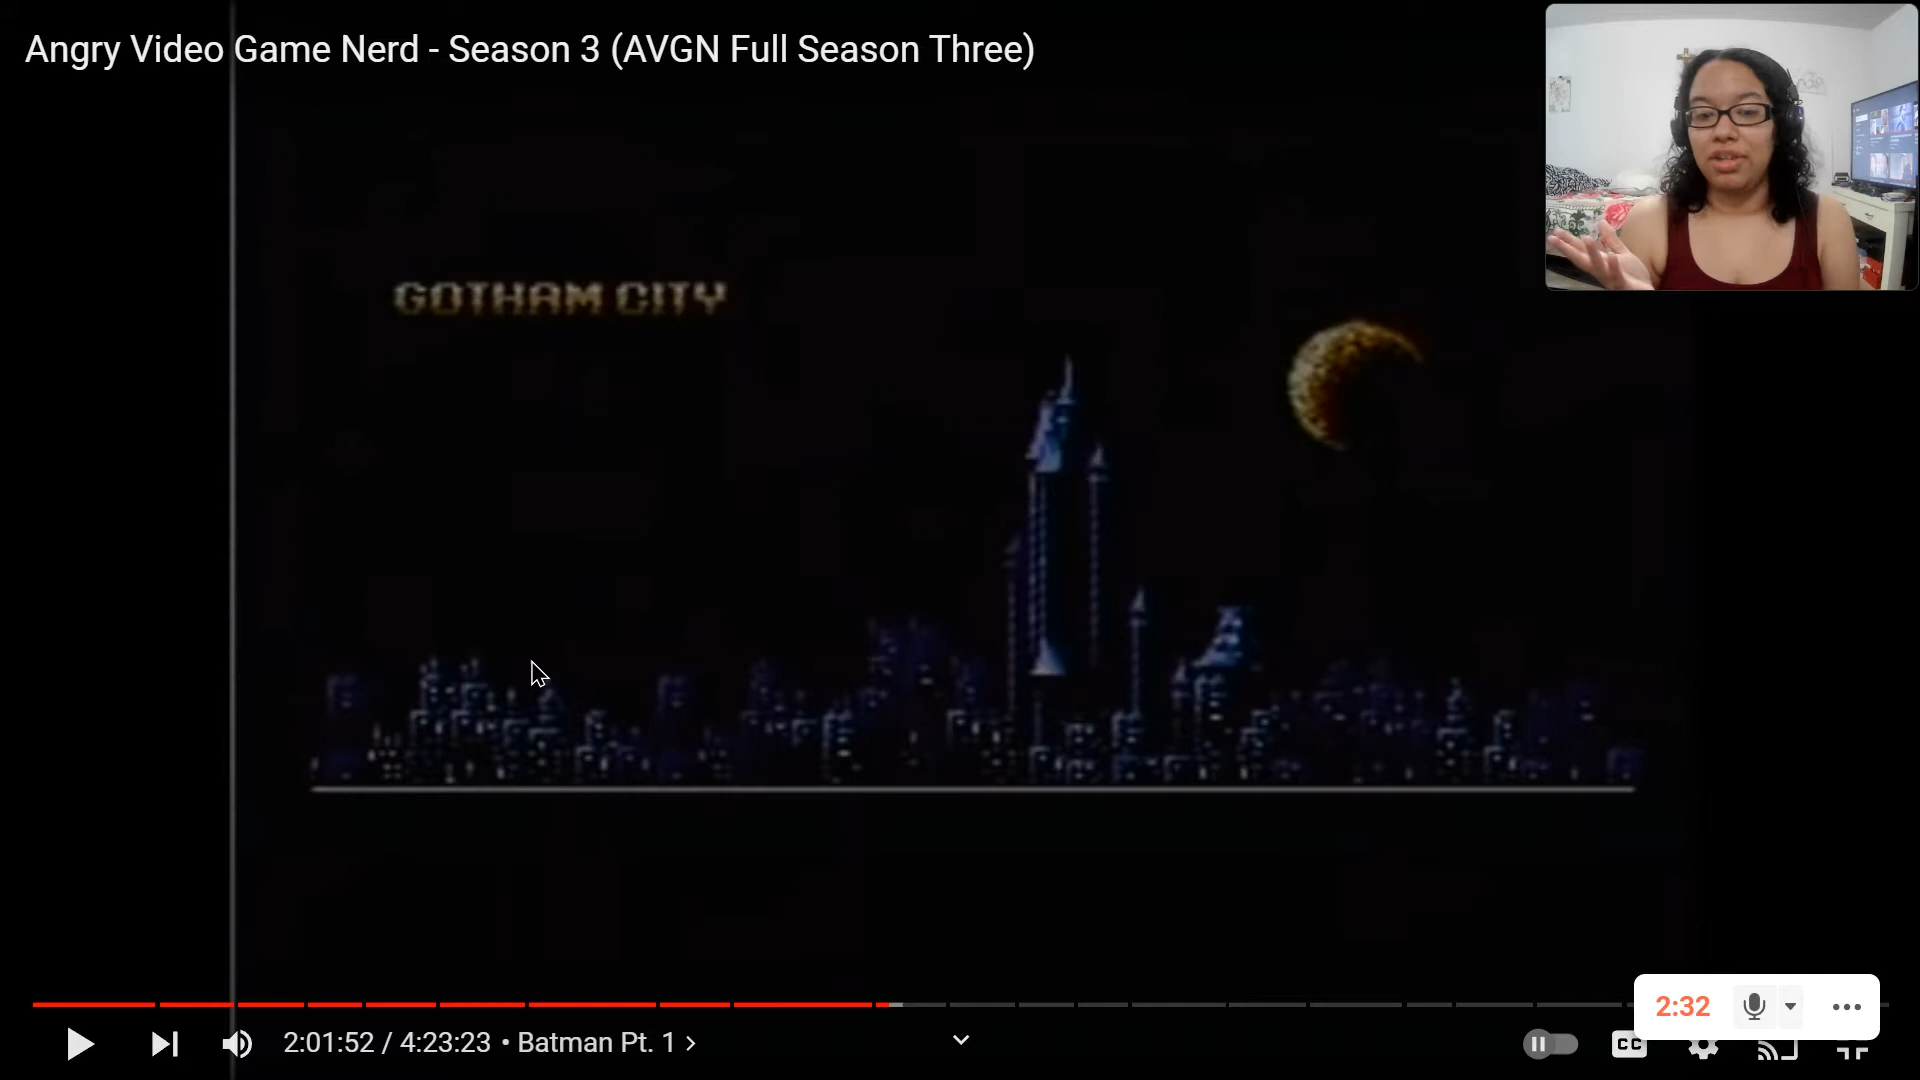 Angry Video Game Nerd - Season 3 (AVGN Full Season Three)
GOTHAM CITY
2:32
2:01:52 / 4:23:23 • Batman Pt. 1 >
CC